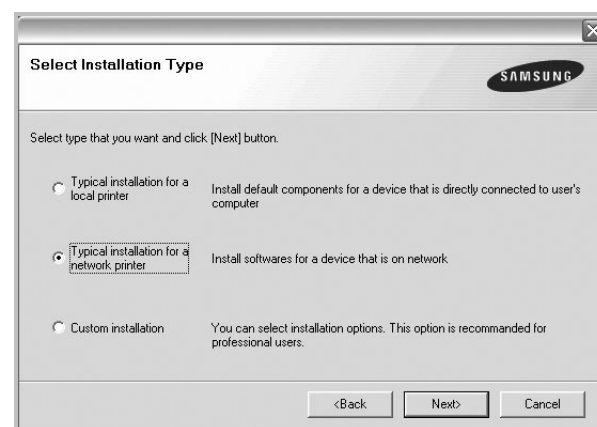 Select Installation Type
SAMSUNG
Select type that you want and click [Next] button.
Typical installation for a
local printer
Install default components for a device that is directly connected to user's
computer
Typical installation for a
network printer
Install softwares for a device that is on network
Custom installation
You can select installation options. This option is recommanded for
professional users.
<Back Next> Cancel